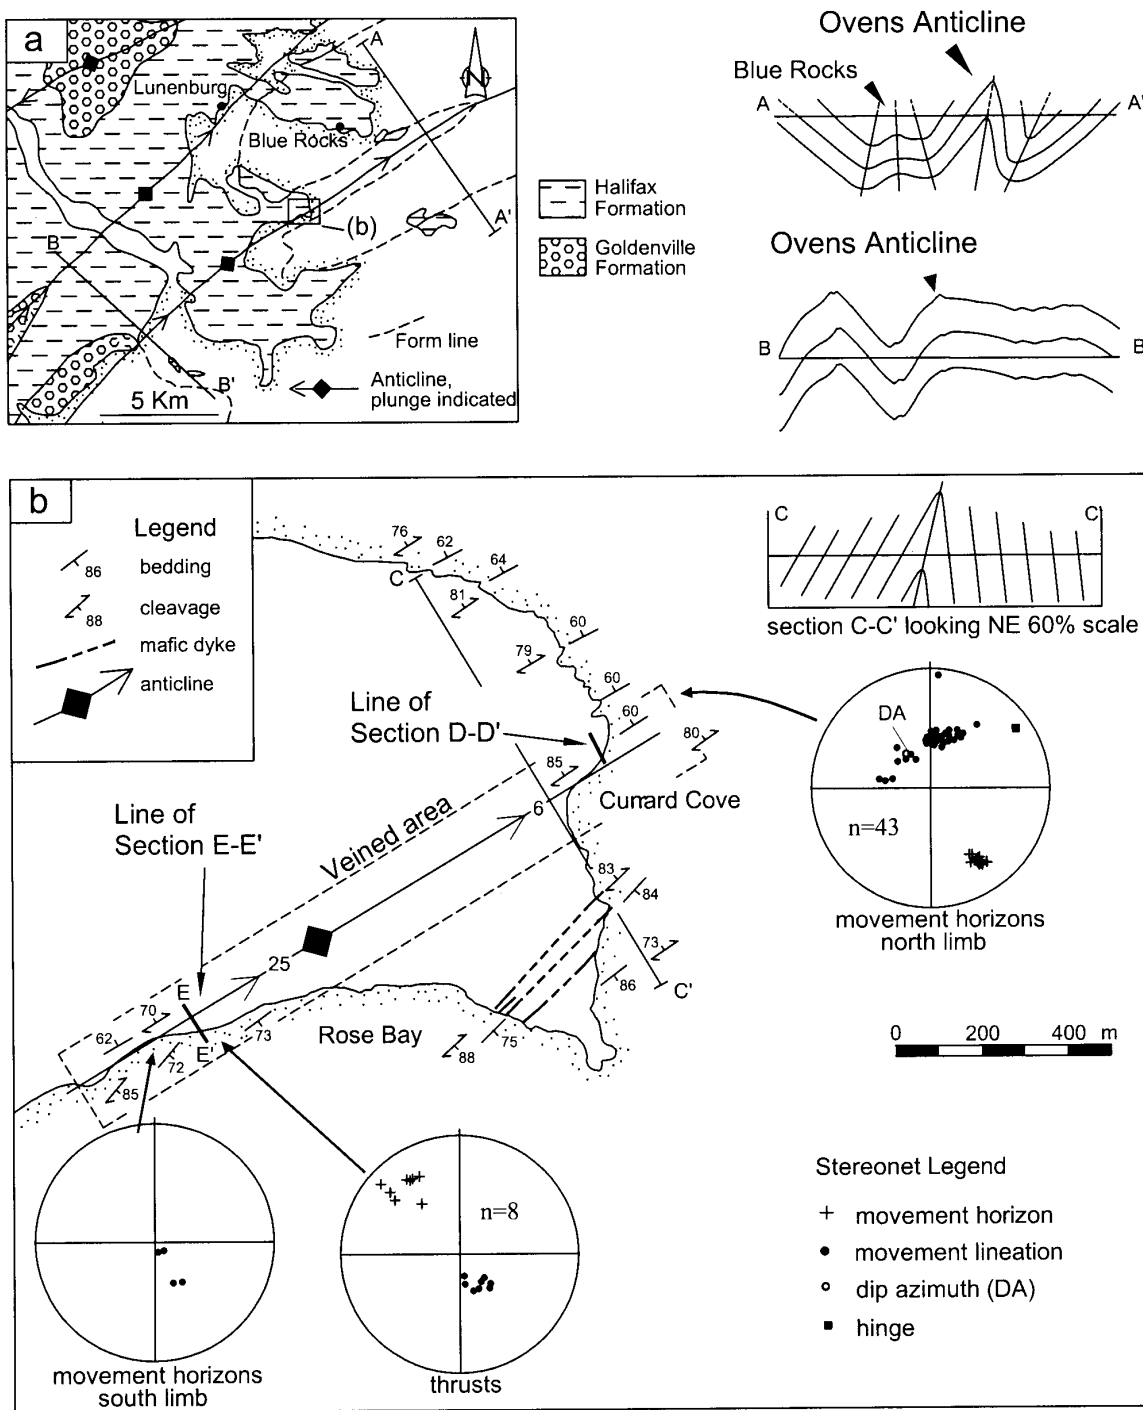 a
N
A
Lunenburg
Blue Rocks
A'
(b)
B
B'
Form line
Anticline,
plunge indicated
5 Km
Halifax
Formation
Goldenville
Formation
Ovens Anticline
Blue Rocks
A
A'
Ovens Anticline
B
B
b
Legend
86
bedding
88
cleavage
mafic dyke
anticline
76
62
64
C
81
60
79
60
60
80
Line of
Section D-D'
85
6
Cunard Cove
Line of
Section E-E'
Veined area
83
84
73
86
C'
25
E
70
62
E'
73
72
85
Rose Bay
88
75
C
C
section C-C' looking NE 60% scale
DA
n=43
movement horizons
north limb
0 200 400 m
movement horizons
south limb
n=8
thrusts
Stereonet Legend
movement horizon
movement lineation
dip azimuth (DA)
hinge